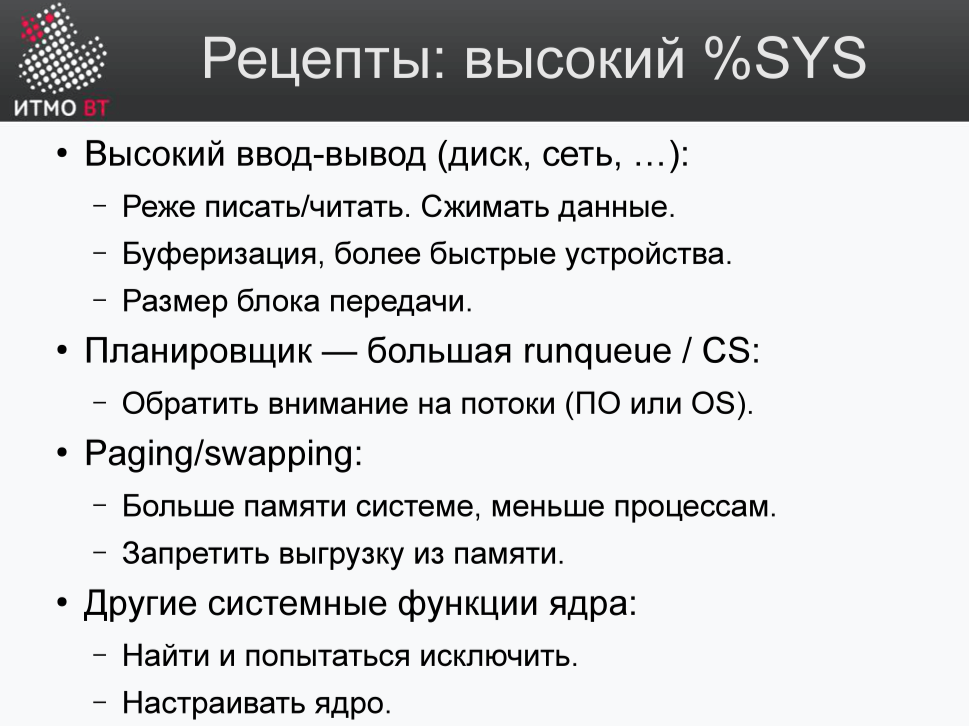 Рецепты: высокий %SYS
ИТМО ВТ
• Высокий ввод-вывод (диск, сеть, …):
– Реже писать/читать. Сжимать данные.
– Буферизация, более быстрые устройства.
– Размер блока передачи.
• Планировщик — большая runqueue / CS:
– Обратить внимание на потоки (ПО или OS).
• Paging/swapping:
– Больше памяти системе, меньше процессам.
– Запретить выгрузку из памяти.
• Другие системные функции ядра:
– Найти и попытаться исключить.
– Настраивать ядро.